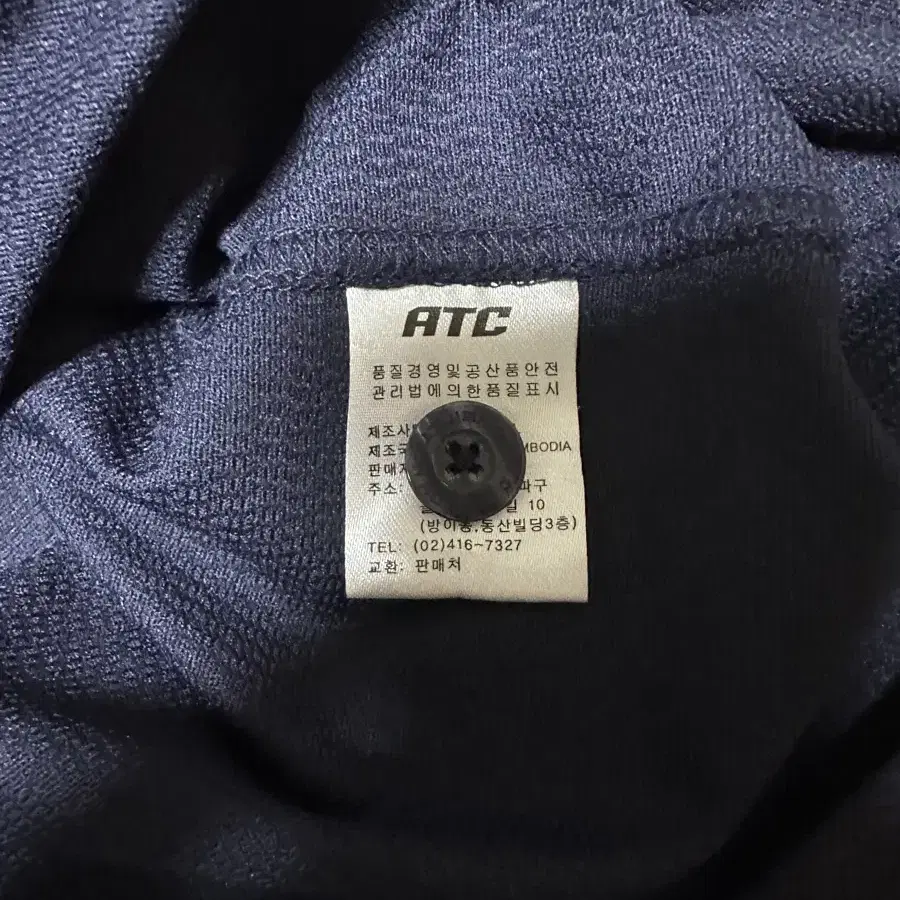 ATC
품질경영및공산품안전
관리법에의한품질표시
제조사
제조국
판매
주소: 파구
길 10
(방이동,동산빌딩3층)
TEL: (02)416-7327
교환: 판매처